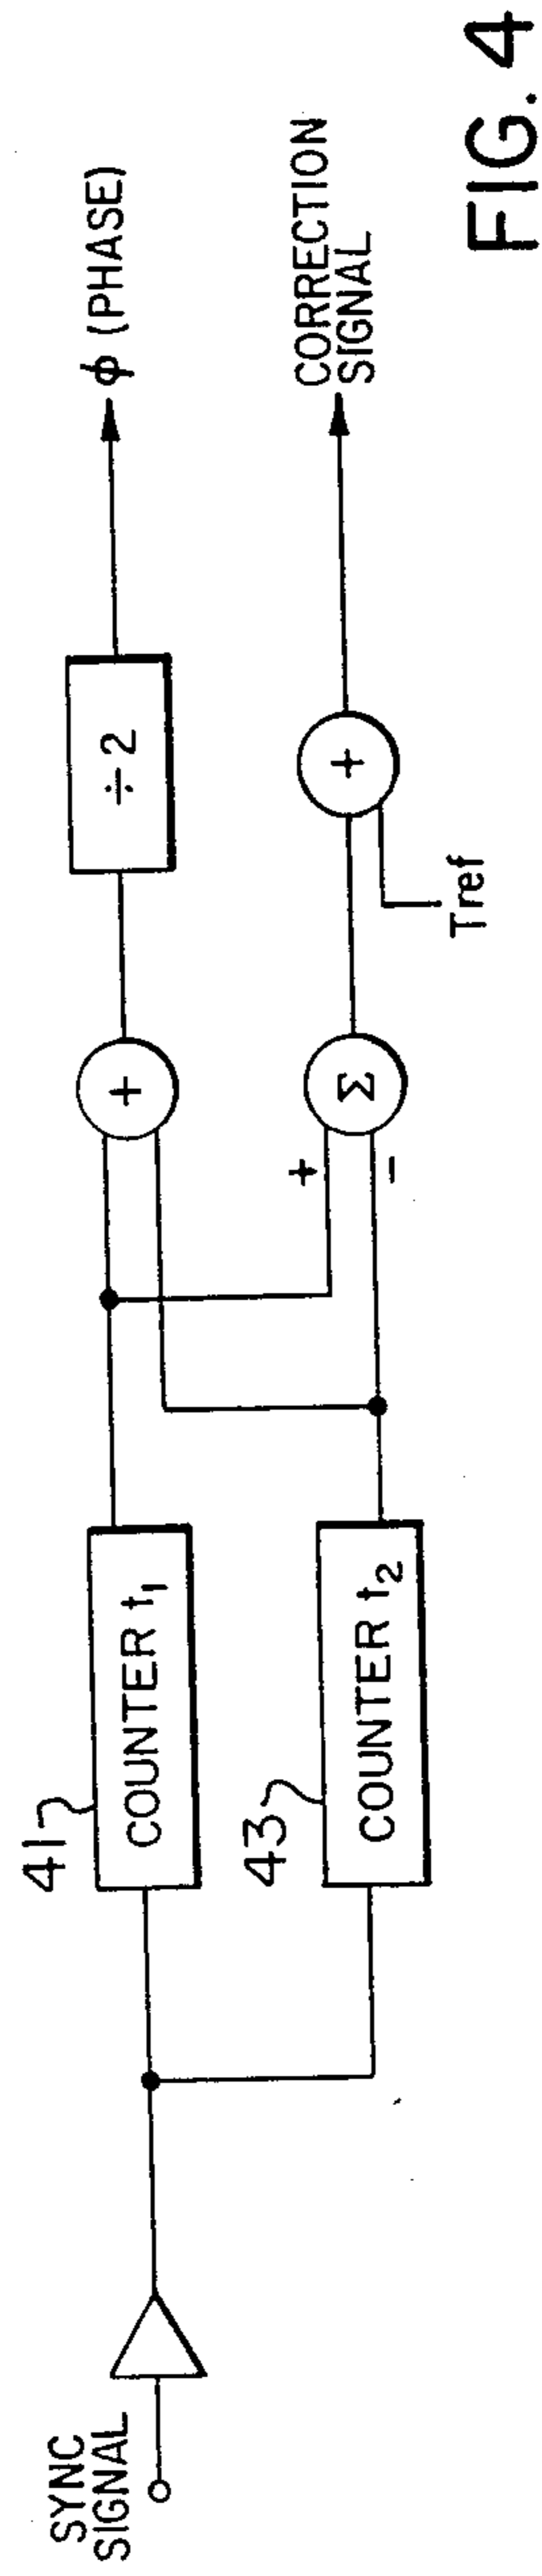 SYNC
SIGNAL
41
COUNTER t1
43
COUNTER t2
+
-
+
Σ
÷2
+
Tref
ϕ (PHASE)
CORRECTION
SIGNAL
FIG. 4